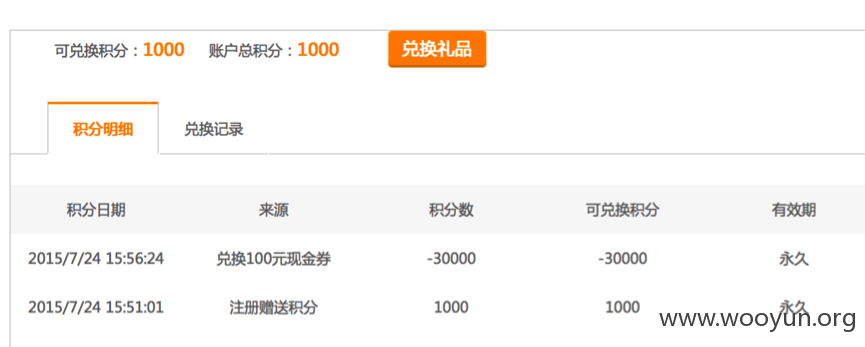 可兑换积分：1000 账户总积分：1000 兑换礼品
积分明细 兑换记录
积分日期 来源 积分数 可兑换积分 有效期
2015/7/24 15:56:24 兑换100元现金券 -30000 -30000 永久
2015/7/24 15:51:01 注册赠送积分 1000 1000 永久
www.wooyun.org